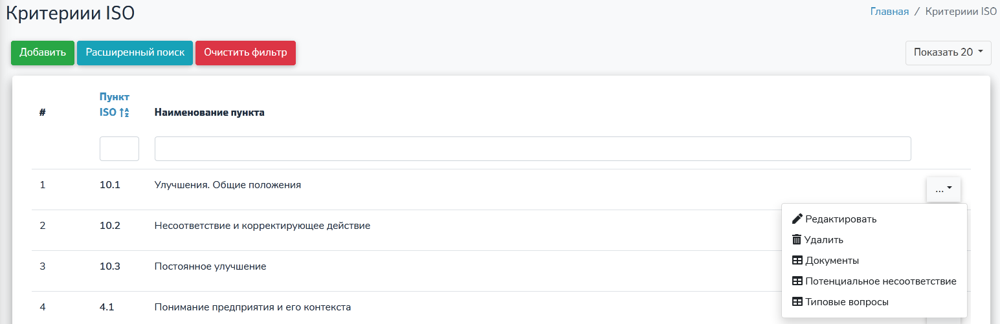 Критериии ISO
Главная / Критериии ISO
Добавить Расширенный поиск Очистить фильтр Показать 20
# Пункт ISO Наименование пункта
1 10.1 Улучшения. Общие положения ...
2 10.2 Несоответствие и корректирующее действие
3 10.3 Постоянное улучшение
4 4.1 Понимание предприятия и его контекста
Редактировать
Удалить
Документы
Потенциальное несоответствие
Типовые вопросы